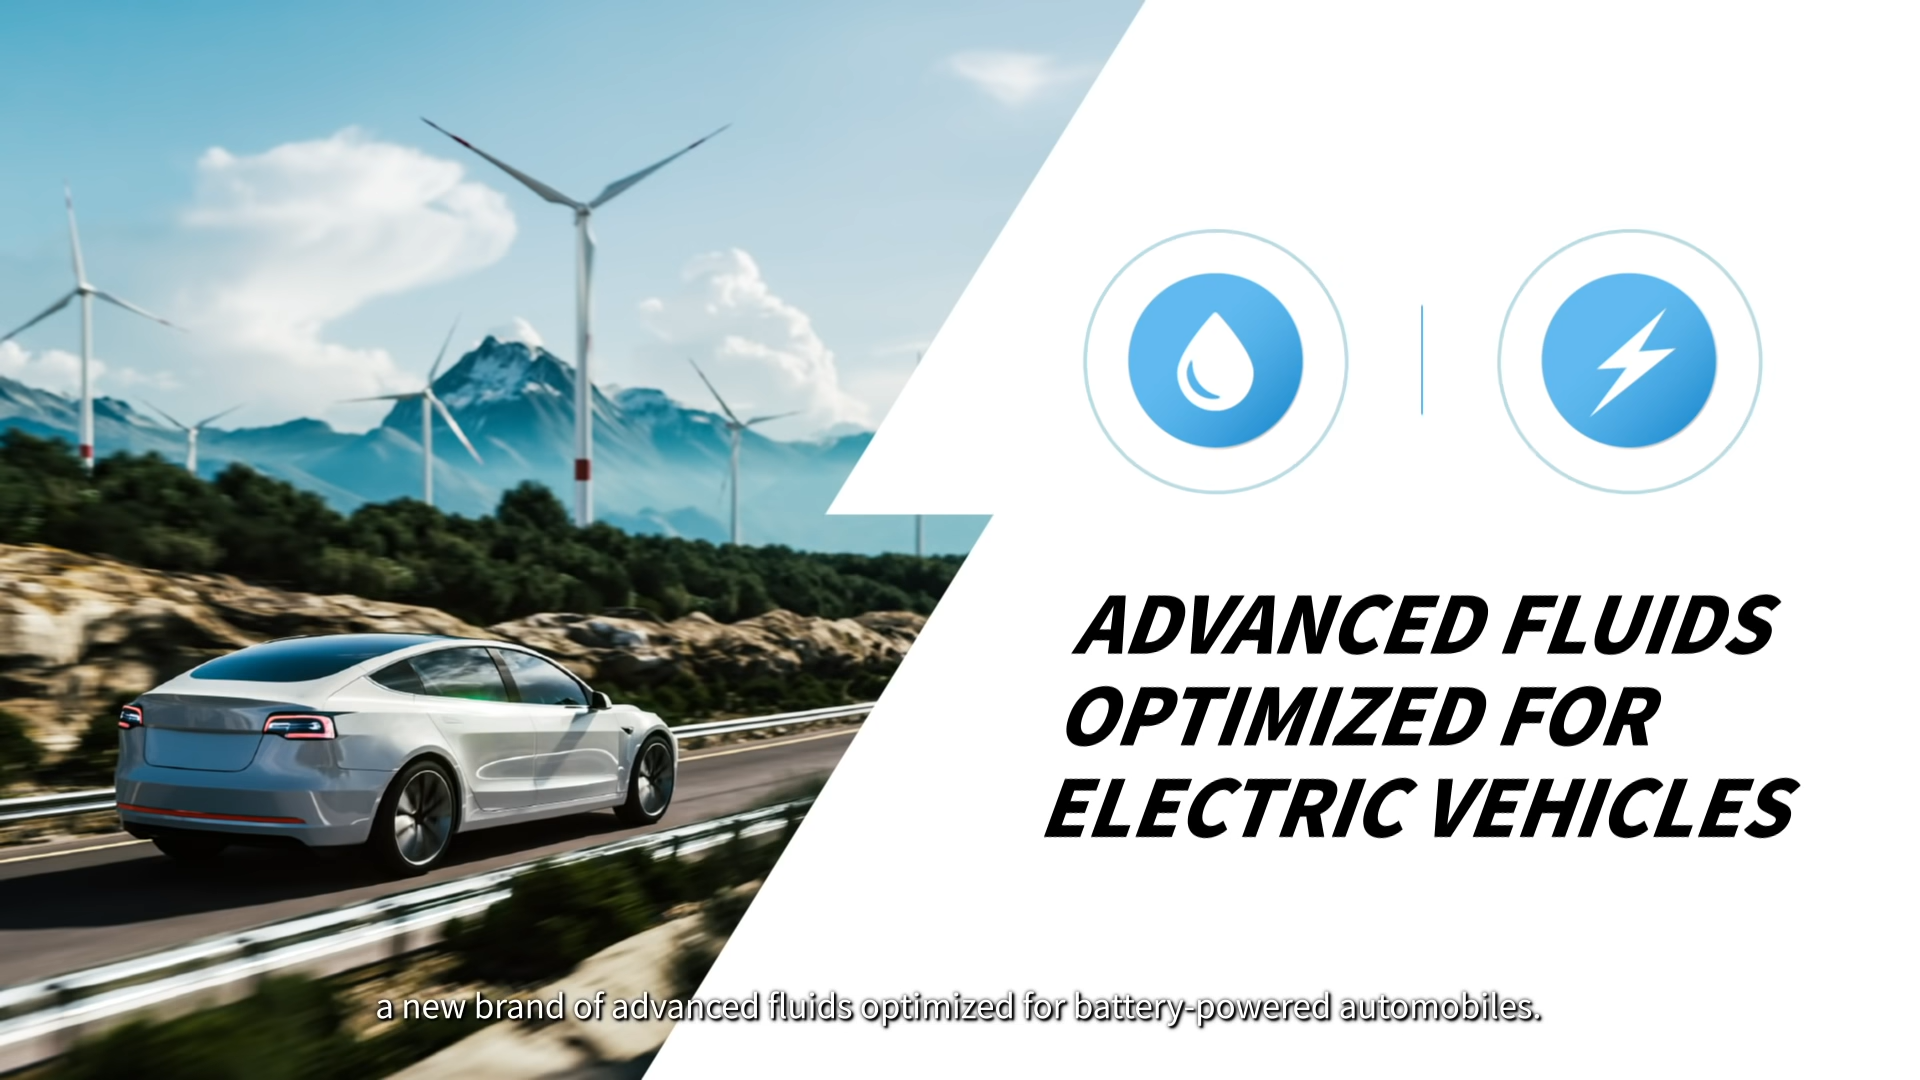 ADVANCED FLUIDS
OPTIMIZED FOR
ELECTRIC VEHICLES
a new brand of advanced fluids optimized for battery-powered automobiles.